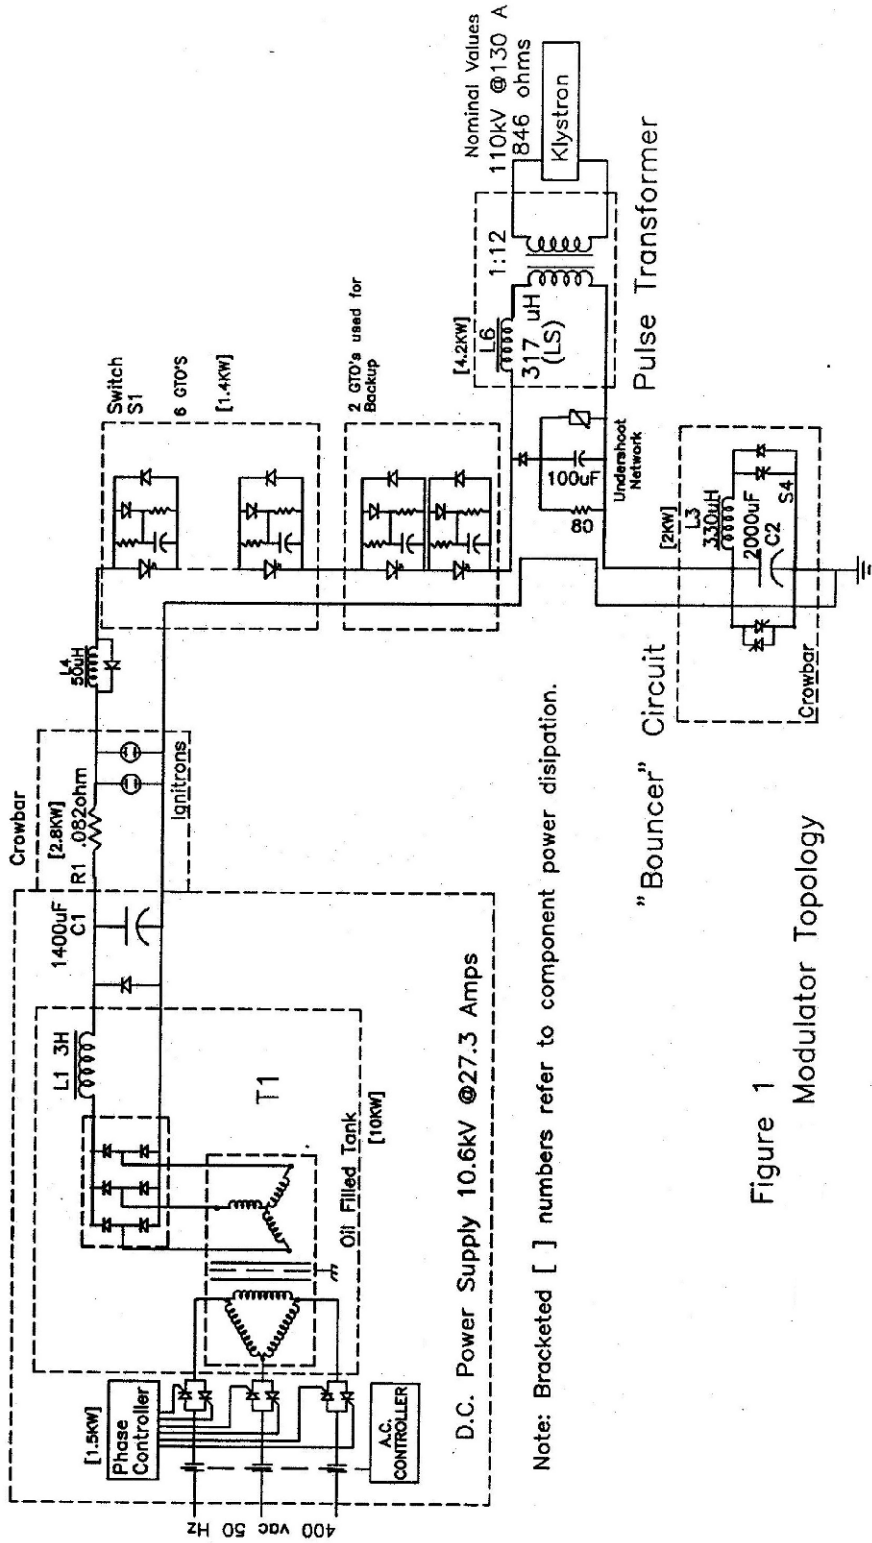 400 vac 50 Hz
[1.5KW]
Phase
Controller
A.C.
CONTROLLER
D.C. Power Supply 10.6kV @27.3 Amps
Oil Filled Tank
[10KW]
T1
L1 3H
1400uF
C1
Crowbar
[2.8KW]
R1 .082ohm
Ignitrons
L4
50uH
Switch
S1
6 GTO'S
[1.4KW]
2 GTO's used for
Backup
[4.2KW]
L6
317 uH
(LS)
1:12
Nominal Values
110kV @130 A
846 ohms
Klystron
Pulse Transformer
80
100uF
Undershoot
Network
[2KW]
L3
330uH
2000uF
C2
S4
Crowbar
"Bouncer" Circuit
Note: Bracketed [ ] numbers refer to component power disipation.
Figure 1
Modulator Topology